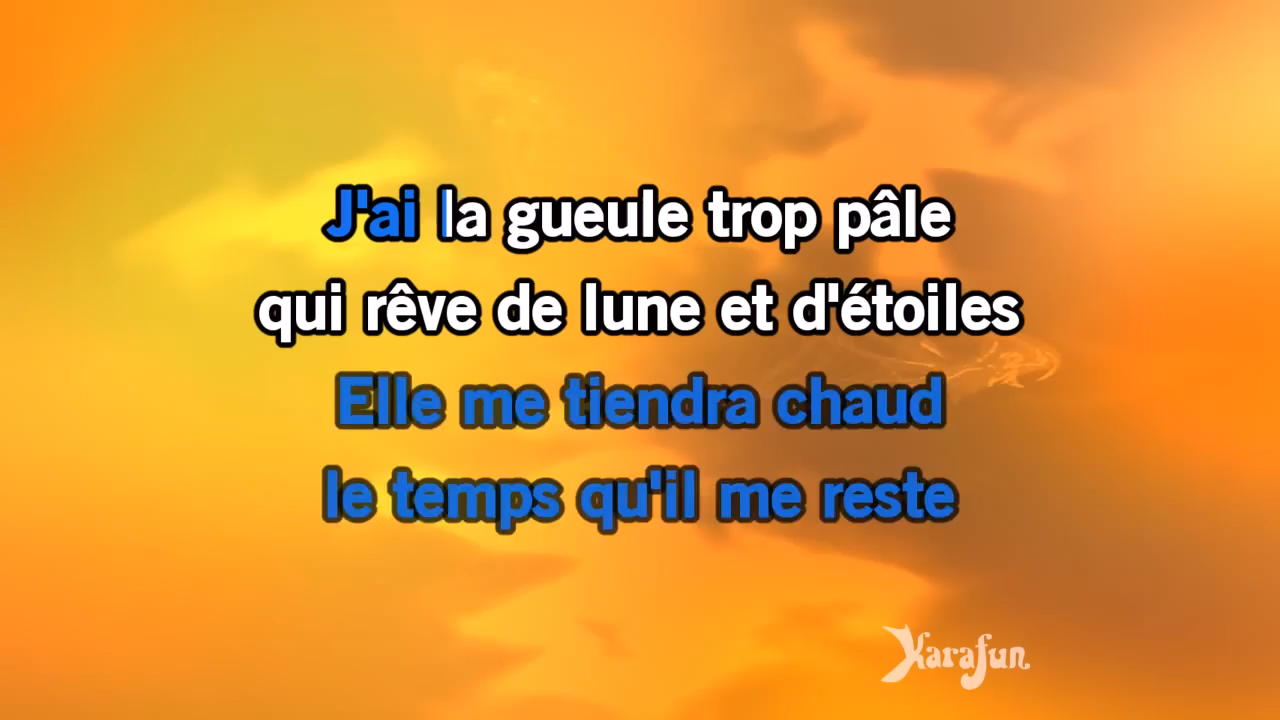 J'ai la gueule trop pâle
qui rêve de lune et d'étoiles
Elle me tiendra chaud
le temps qu'il me reste
Karafun